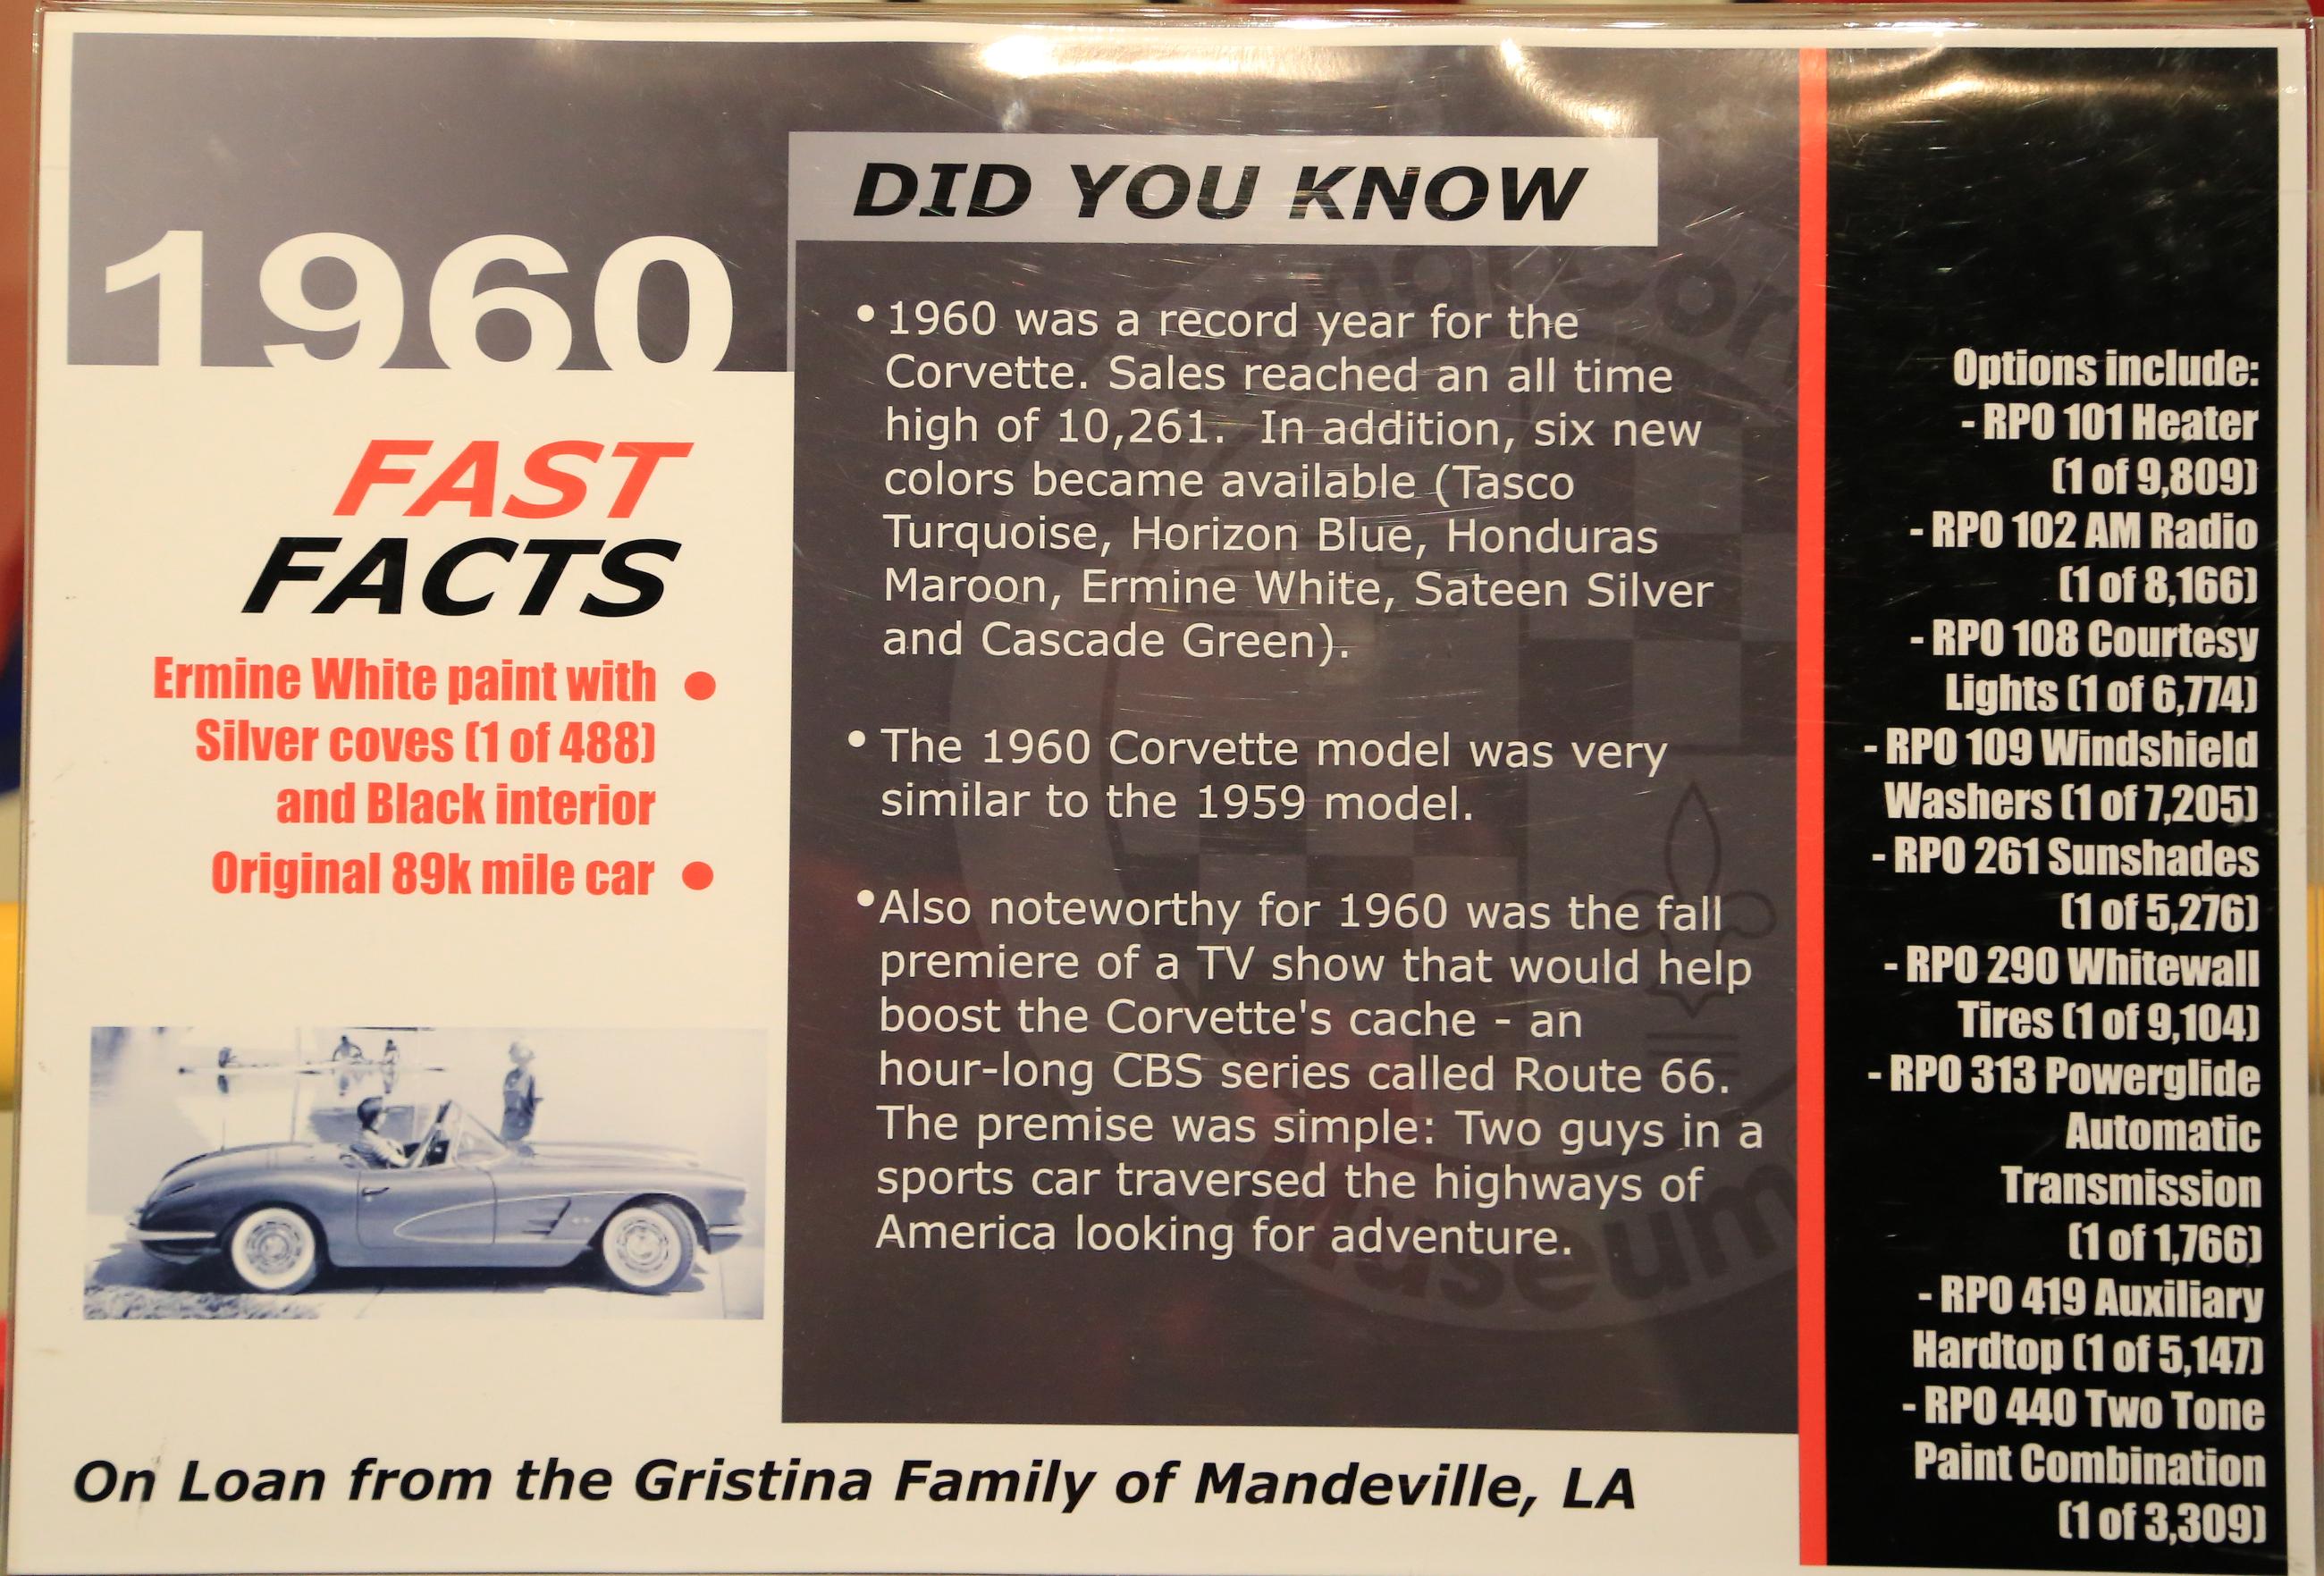 1960
FAST
FACTS
Ermine White paint with
Silver coves (1 of 488)
and Black interior
Original 89k mile car
DID YOU KNOW
• 1960 was a record year for the
Corvette. Sales reached an all time
high of 10,261. In addition, six new
colors became available (Tasco
Turquoise, Horizon Blue, Honduras
Maroon, Ermine White, Sateen Silver
and Cascade Green).
• The 1960 Corvette model was very
similar to the 1959 model.
• Also noteworthy for 1960 was the fall
premiere of a TV show that would help
boost the Corvette's cache - an
hour-long CBS series called Route 66.
The premise was simple: Two guys in a
sports car traversed the highways of
America looking for adventure.
Museum
Options include:
- RPO 101 Heater
(1 of 9,809)
- RPO 102 AM Radio
(1 of 8,166)
- RPO 108 Courtesy
Lights (1 of 6,774)
- RPO 109 Windshield
Washers (1 of 7,205)
- RPO 261 Sunshades
(1 of 5,276)
- RPO 290 Whitewall
Tires (1 of 9,104)
- RPO 313 Powerglide
Automatic
Transmission
(1 of 1,766)
- RPO 419 Auxiliary
Hardtop (1 of 5,147)
- RPO 440 Two Tone
Paint Combination
(1 of 3,309)
On Loan from the Gristina Family of Mandeville, LA